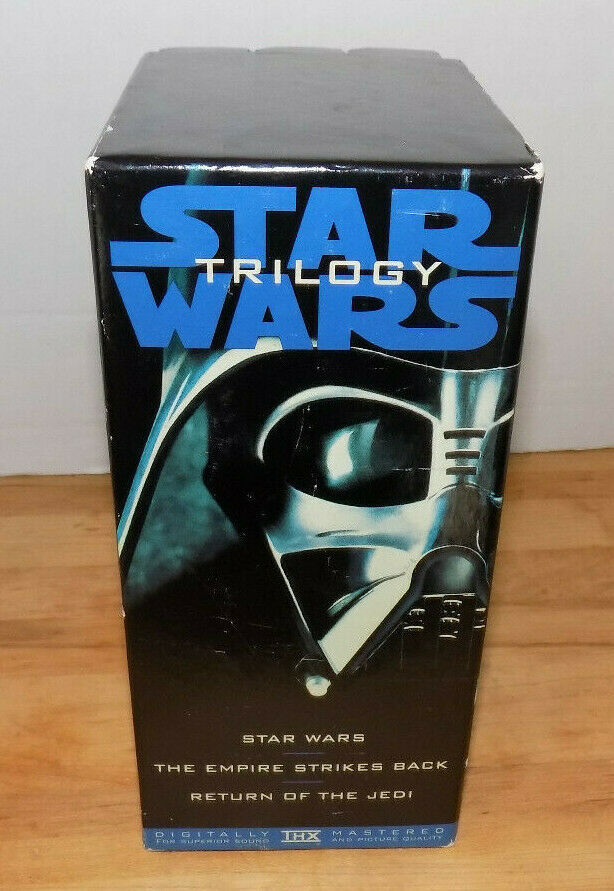 STAR
TRILOGY
WARS
STAR WARS
THE EMPIRE STRIKES BACK
RETURN OF THE JEDI
DIGITALLY THX MASTERED
FOR SUPERIOR SOUND AND PICTURE QUALITY